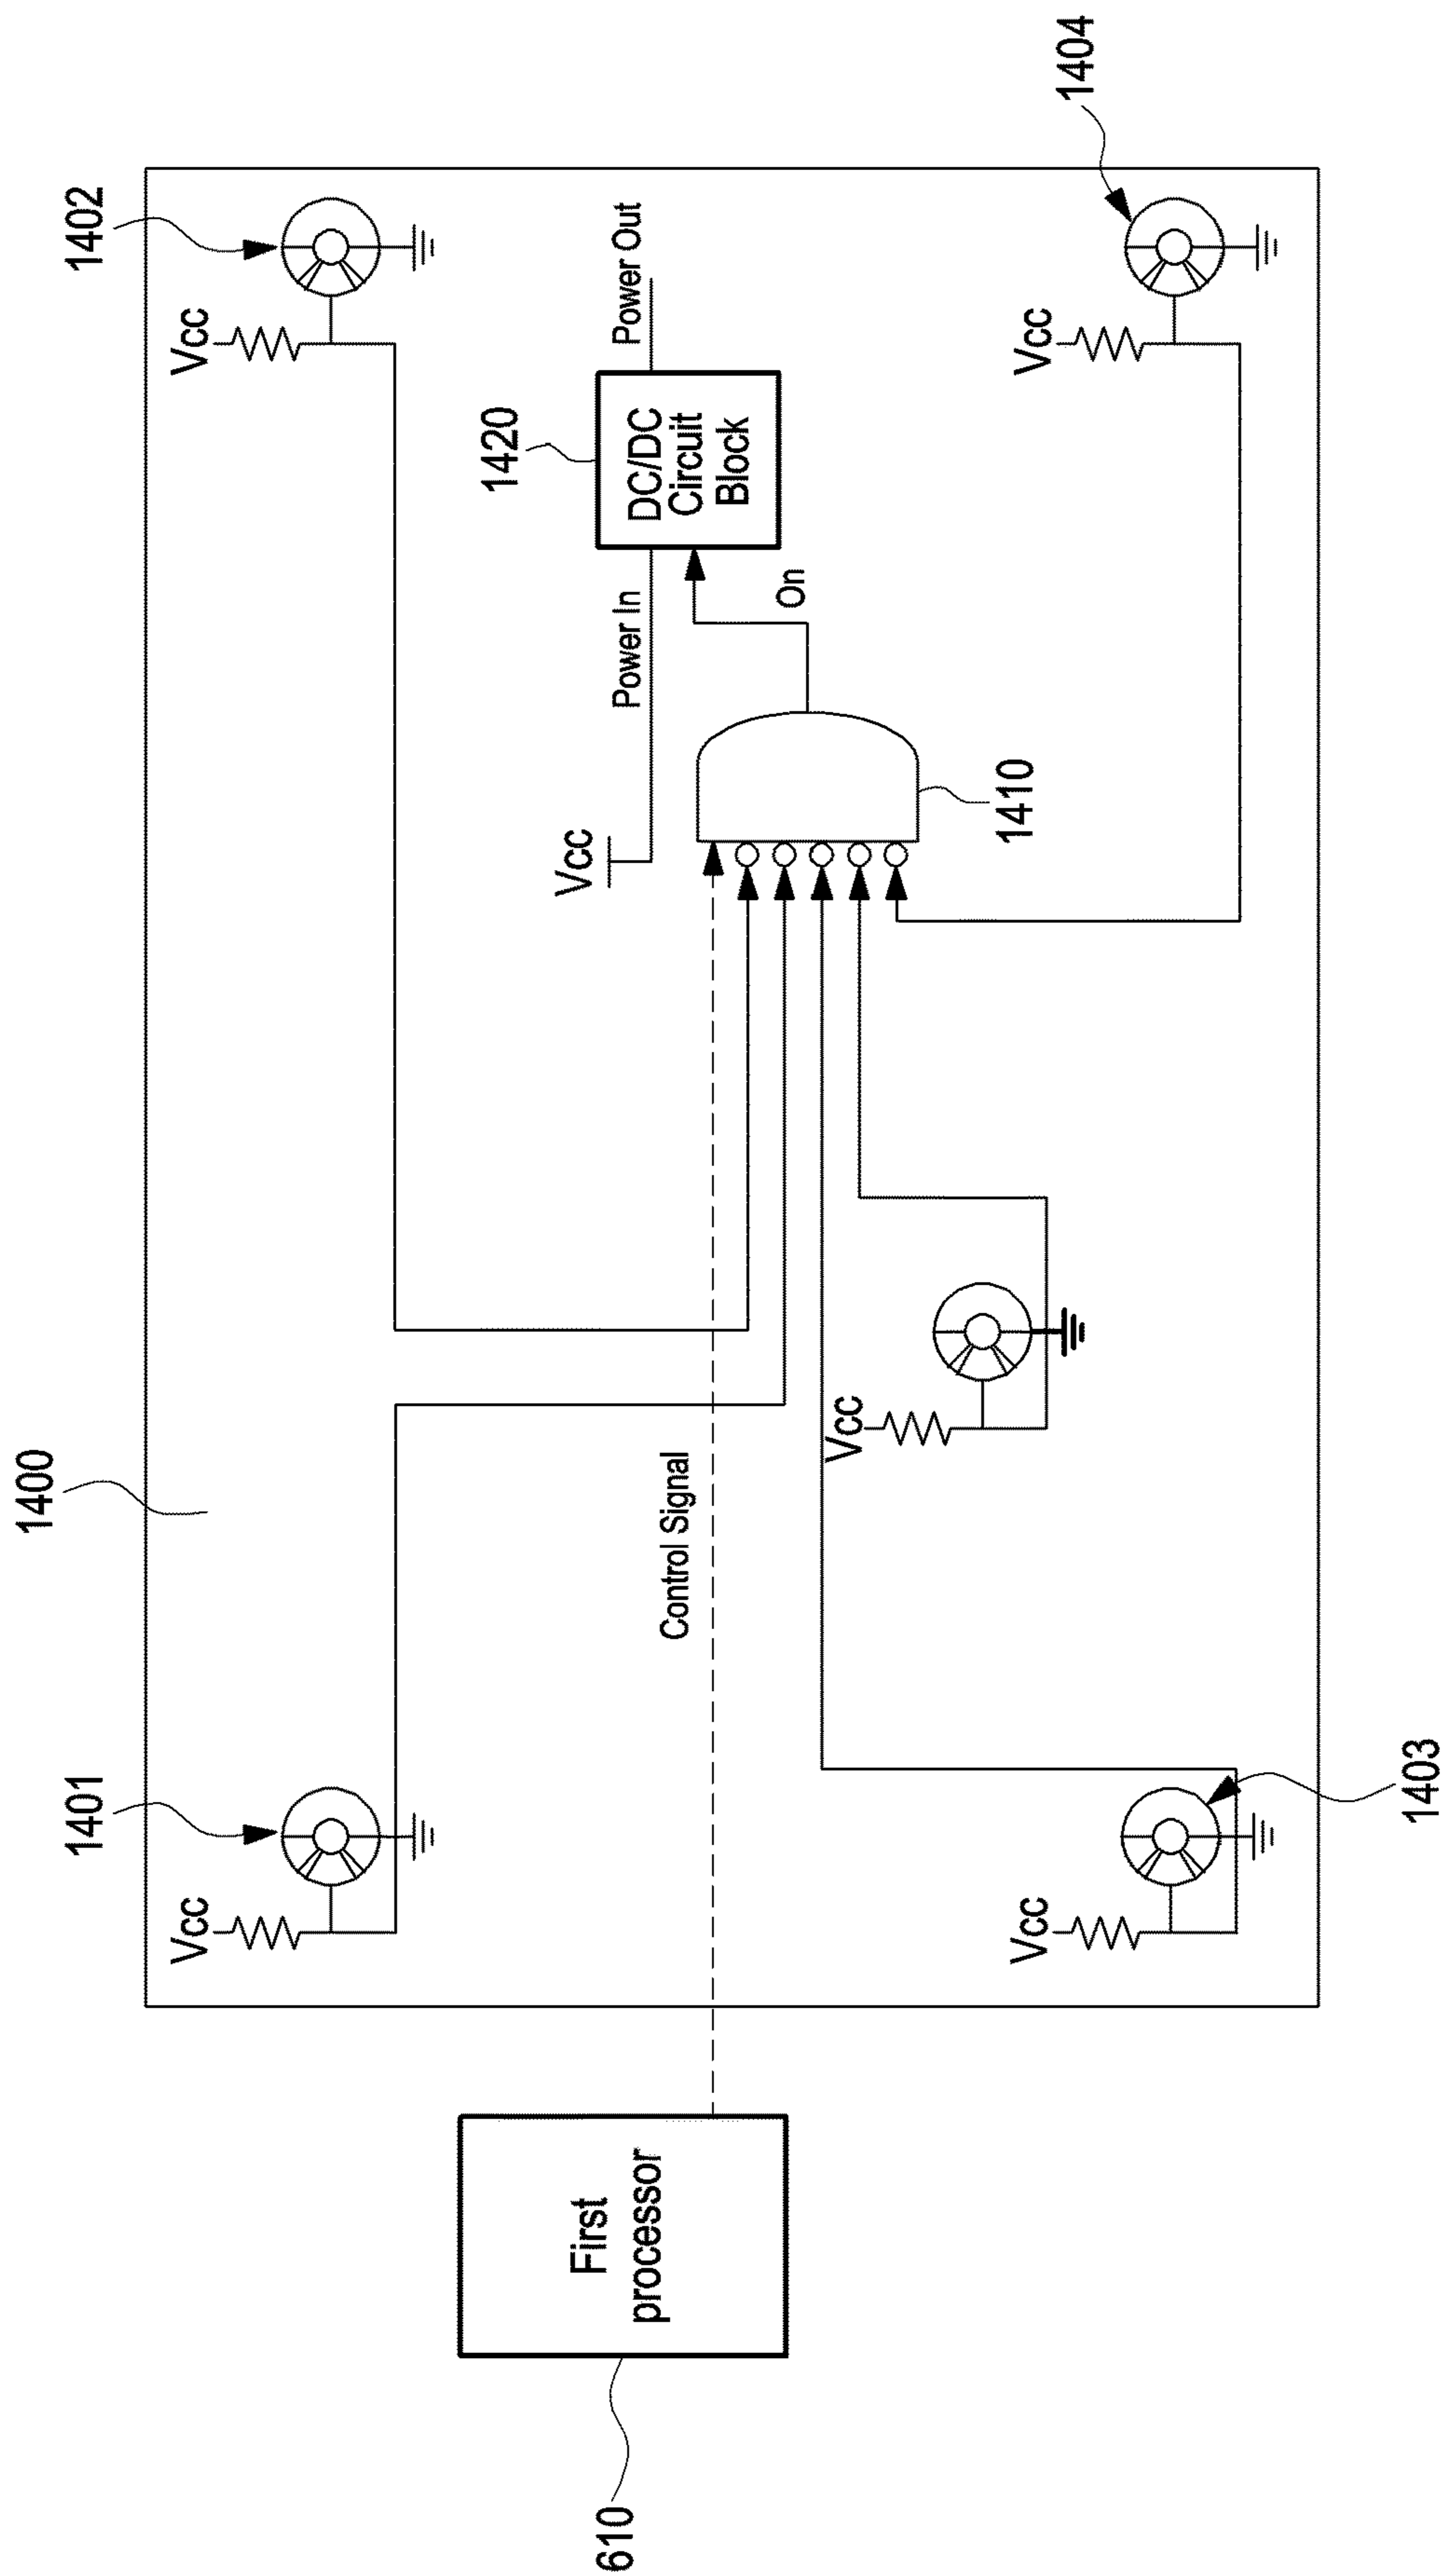 1400
1401
1402
Vcc
Vcc
1420
DC/DC
Circuit
Block
Power In
Power Out
Vcc
On
Control Signal
First
processor
610
1410
Vcc
Vcc
Vcc
1403
1404